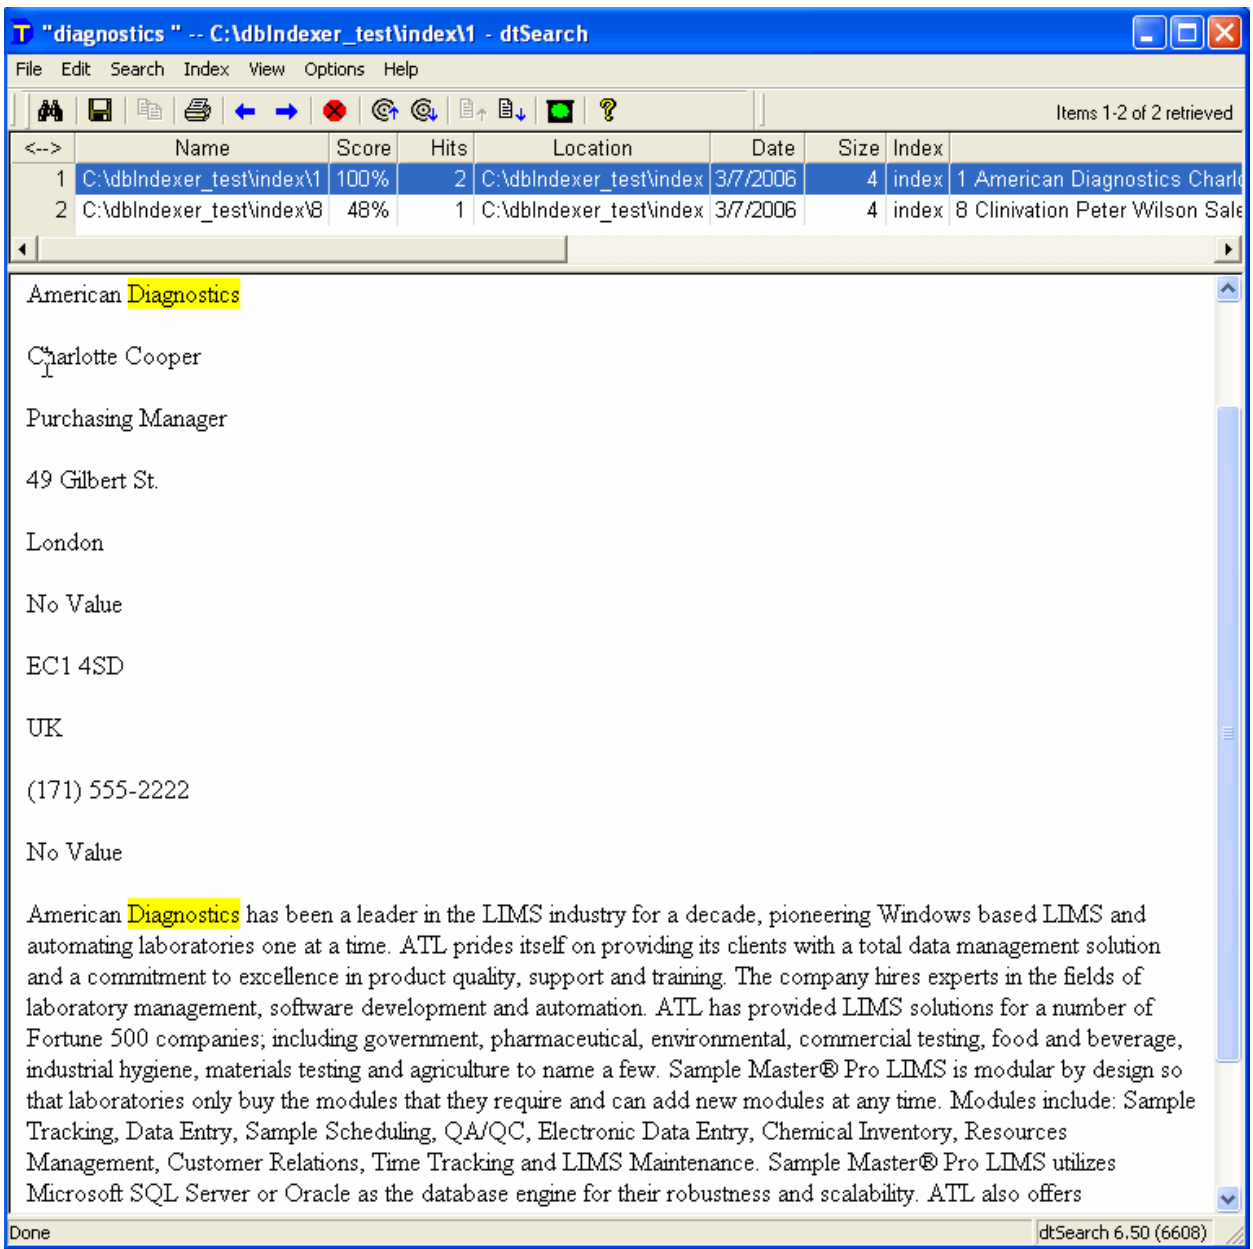 "diagnostics " -- C:\dbIndexer_test\index\1 - dtSearch
File Edit Search Index View Options Help
Items 1-2 of 2 retrieved
<--> Name Score Hits Location Date Size Index
1 C:\dbIndexer_test\index\1 100% 2 C:\dbIndexer_test\index 3/7/2006 4 index 1 American Diagnostics Charlo
2 C:\dbIndexer_test\index\8 48% 1 C:\dbIndexer_test\index 3/7/2006 4 index 8 Clinivation Peter Wilson Sale
American Diagnostics
Charlotte Cooper
Purchasing Manager
49 Gilbert St.
London
No Value
EC1 4SD
UK
(171) 555-2222
No Value
American Diagnostics has been a leader in the LIMS industry for a decade, pioneering Windows based LIMS and
automating laboratories one at a time. ATL prides itself on providing its clients with a total data management solution
and a commitment to excellence in product quality, support and training. The company hires experts in the fields of
laboratory management, software development and automation. ATL has provided LIMS solutions for a number of
Fortune 500 companies; including government, pharmaceutical, environmental, commercial testing, food and beverage,
industrial hygiene, materials testing and agriculture to name a few. Sample Master® Pro LIMS is modular by design so
that laboratories only buy the modules that they require and can add new modules at any time. Modules include: Sample
Tracking, Data Entry, Sample Scheduling, QA/QC, Electronic Data Entry, Chemical Inventory, Resources
Management, Customer Relations, Time Tracking and LIMS Maintenance. Sample Master® Pro LIMS utilizes
Microsoft SQL Server or Oracle as the database engine for their robustness and scalability. ATL also offers
Done dtSearch 6.50 (6608)